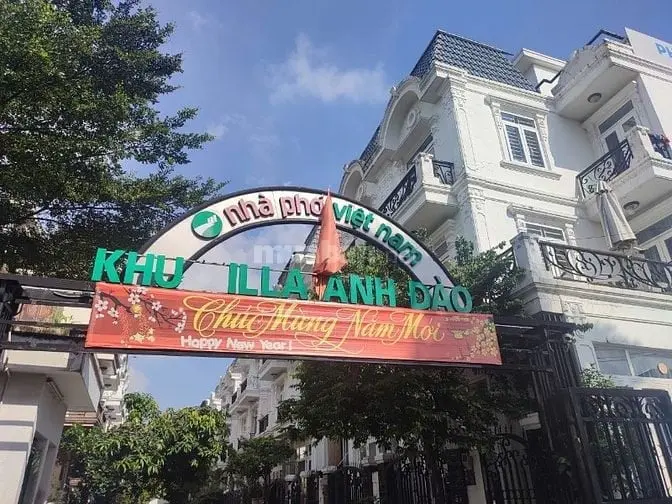 nhà phố việt nam
KHU ILLA ANH ĐÀO
Chúc Mừng Năm Mới
Happy New Year!